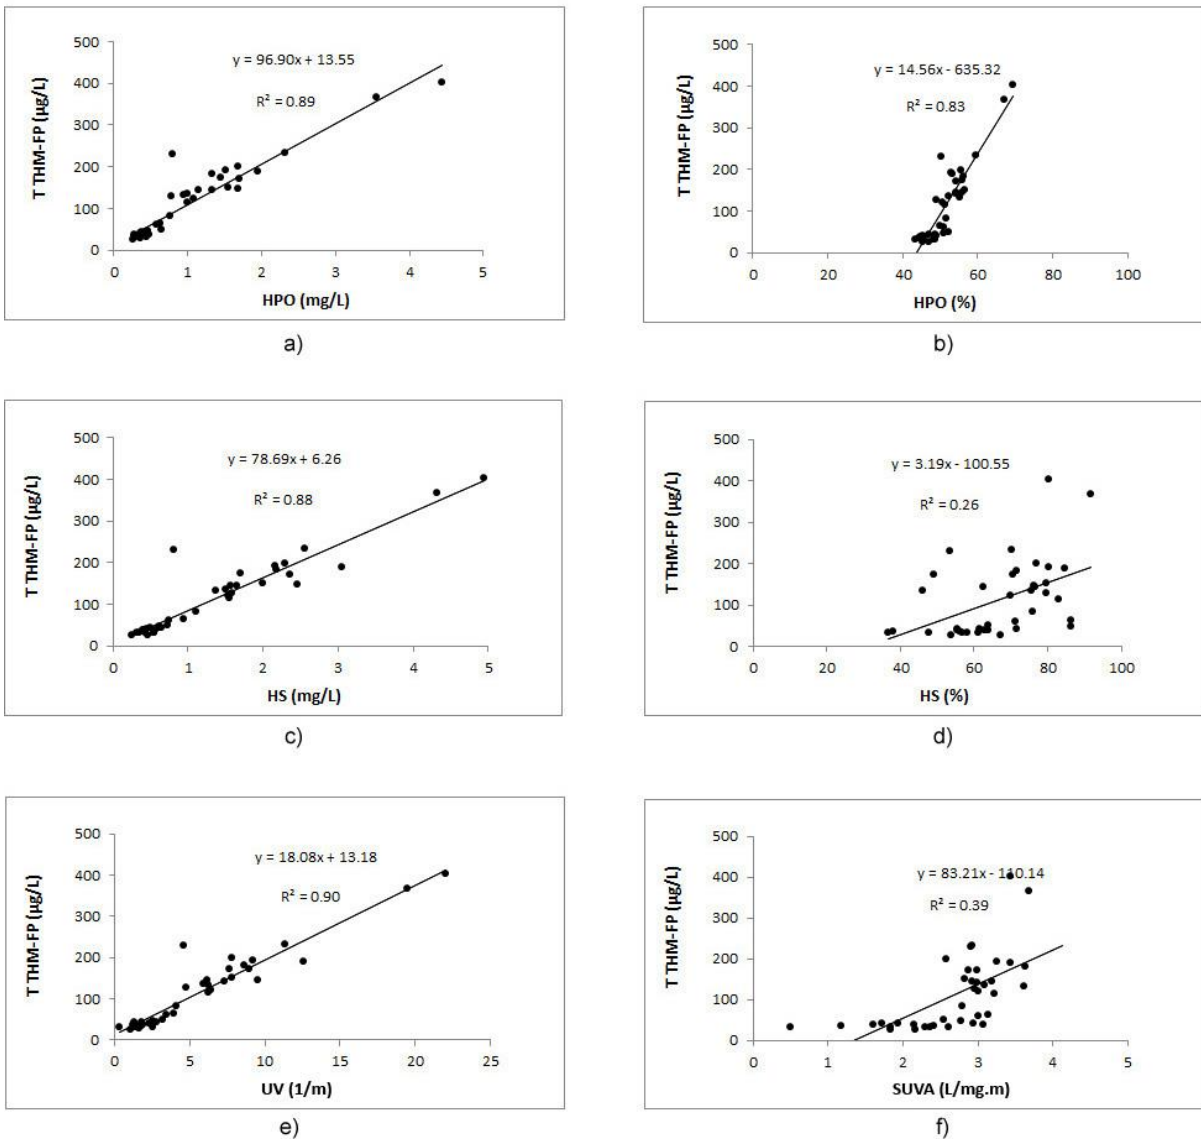 500
400
300
200
100
0
T THM-FP (µg/L)
y = 96.90x + 13.55
R² = 0.89
0 1 2 3 4 5
HPO (mg/L)
a)
500
400
300
200
100
0
T THM-FP (µg/L)
y = 14.56x - 635.32
R² = 0.83
0 20 40 60 80 100
HPO (%)
b)
500
400
300
200
100
0
T THM-FP (µg/L)
y = 78.69x + 6.26
R² = 0.88
0 1 2 3 4 5
HS (mg/L)
c)
500
400
300
200
100
0
T THM-FP (µg/L)
y = 3.19x - 100.55
R² = 0.26
0 20 40 60 80 100
HS (%)
d)
500
400
300
200
100
0
T THM-FP (µg/L)
y = 18.08x + 13.18
R² = 0.90
0 5 10 15 20 25
UV (1/m)
e)
500
400
300
200
100
0
T THM-FP (µg/L)
y = 83.21x - 110.14
R² = 0.39
0 1 2 3 4 5
SUVA (L/mg.m)
f)